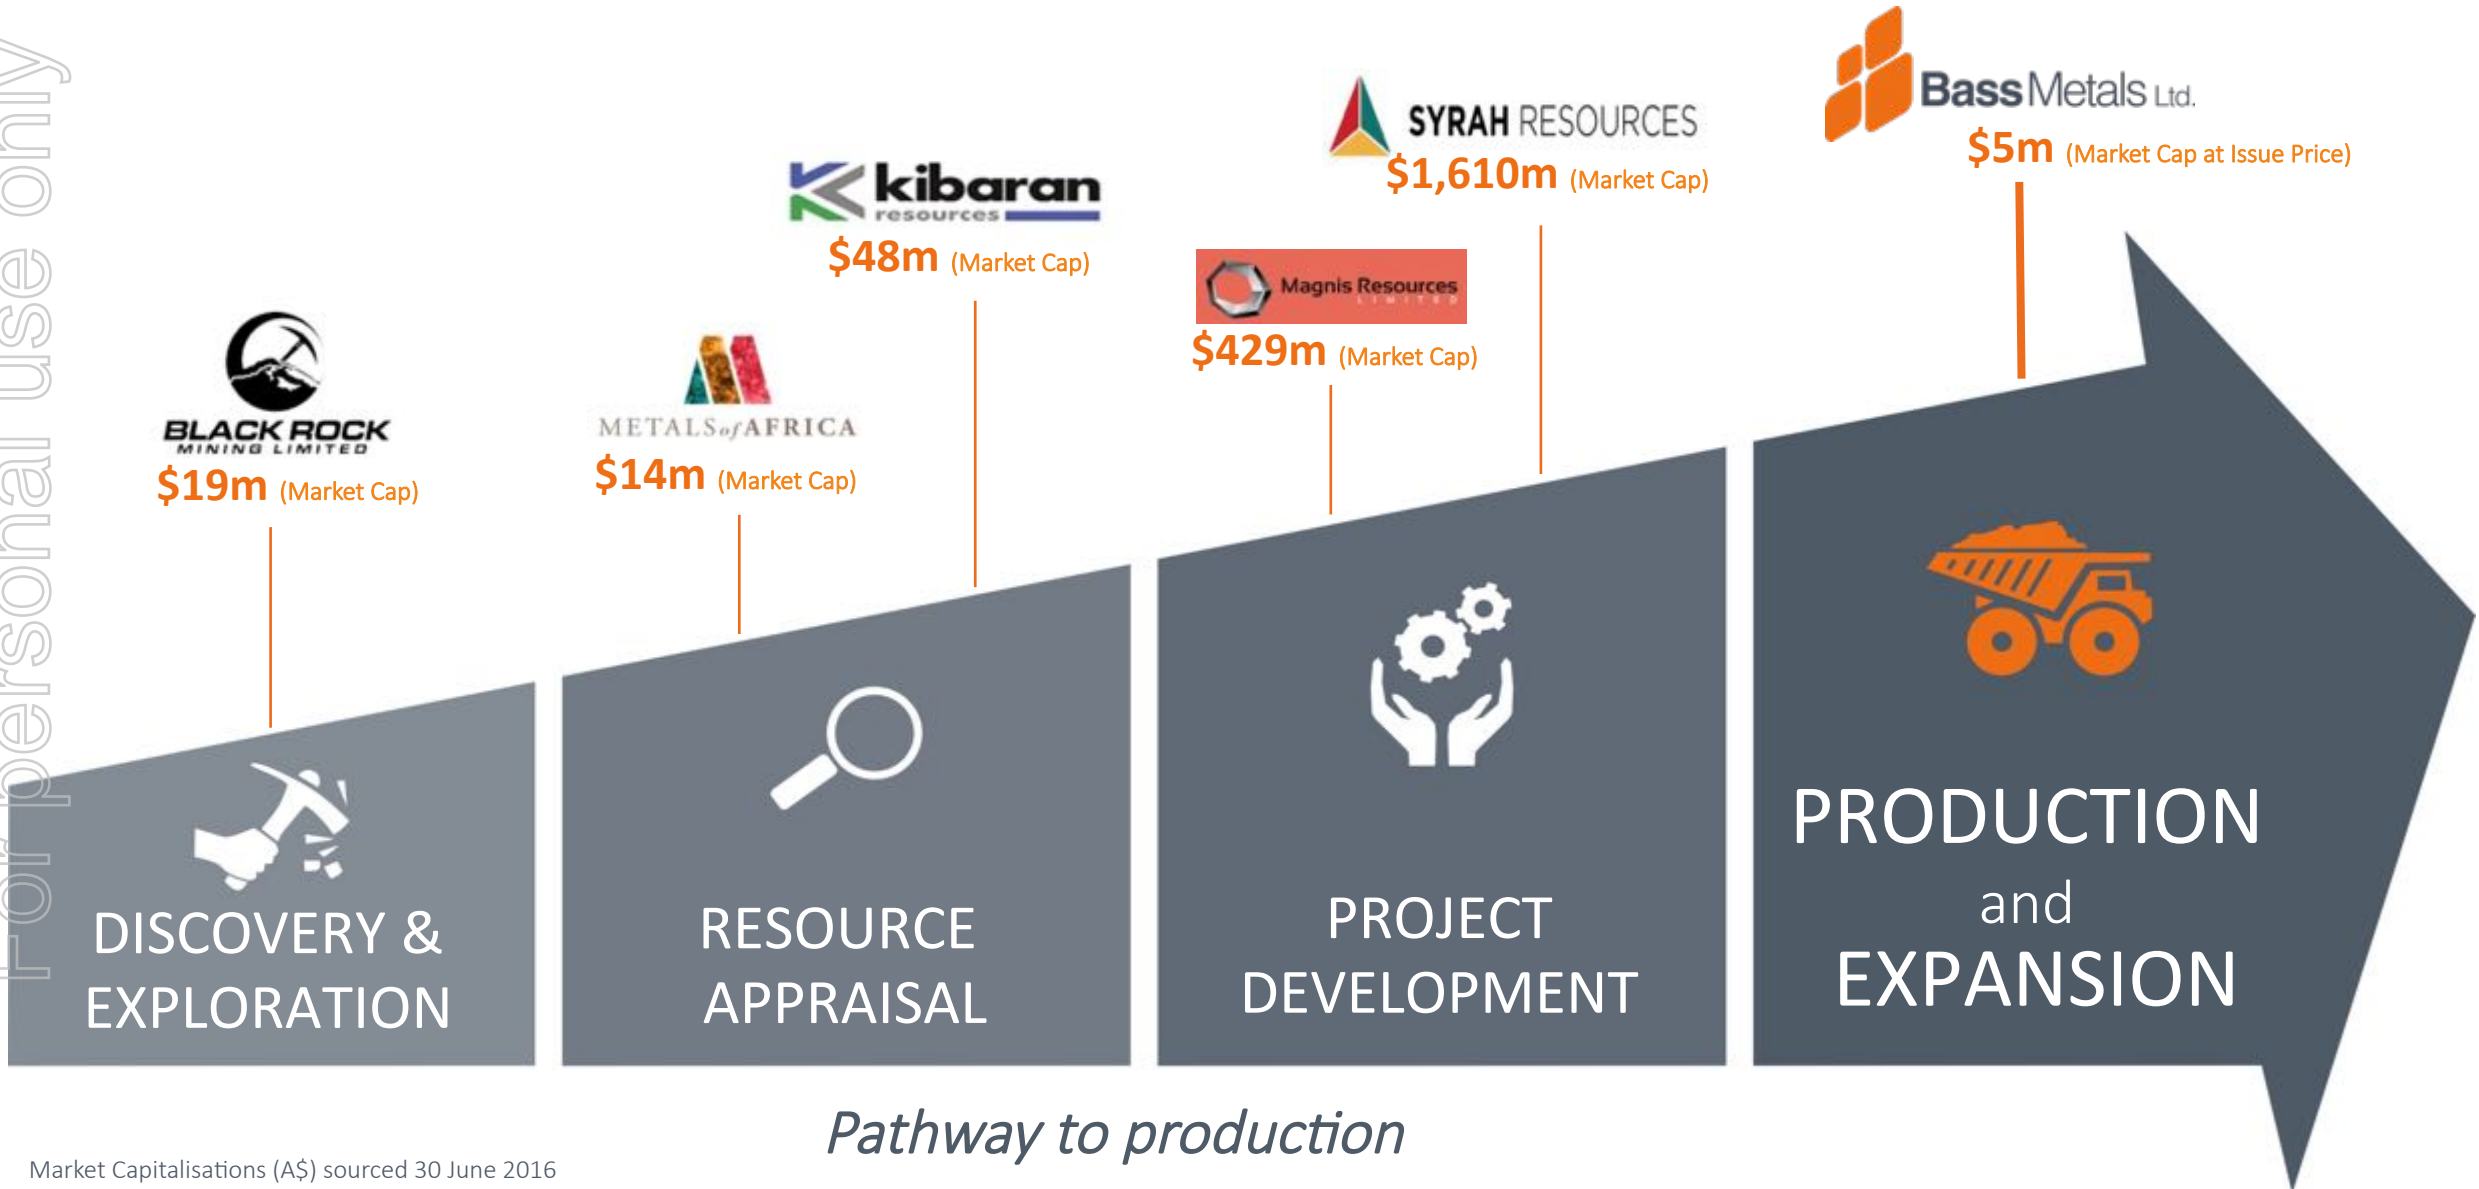 For personal use only
BassMetals Ltd.
$5m (Market Cap at Issue Price)
SYRAH RESOURCES
$1,610m (Market Cap)
kibaran
resources
$48m (Market Cap)
Magnis Resources
LIMITED
$429m (Market Cap)
BLACK ROCK
MINING LIMITED
$19m (Market Cap)
METALS of AFRICA
$14m (Market Cap)
DISCOVERY &
EXPLORATION
RESOURCE
APPRAISAL
PROJECT
DEVELOPMENT
PRODUCTION
and
EXPANSION
Pathway to production
Market Capitalisations (A$) sourced 30 June 2016